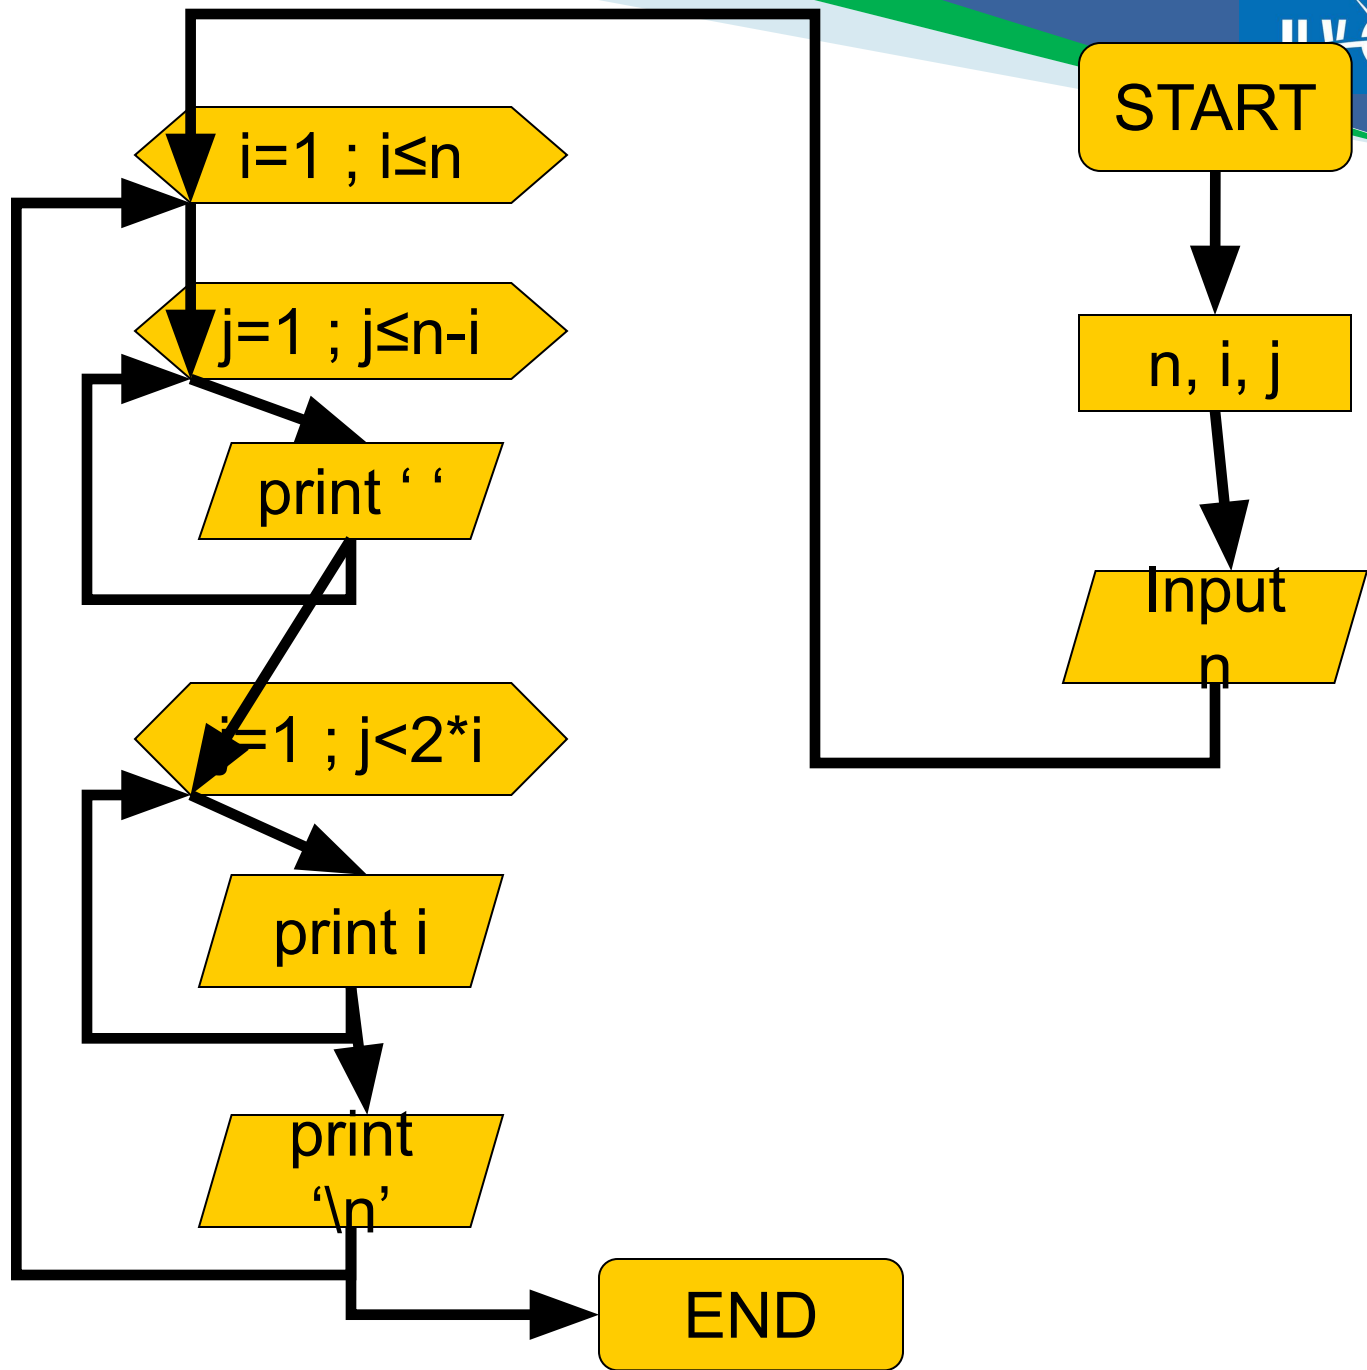 START
n, i, j
Input
n
i=1 ; i≤n
j=1 ; j≤n-i
print ‘ ‘
j=1 ; j<2*i
print i
print
‘\n’
END